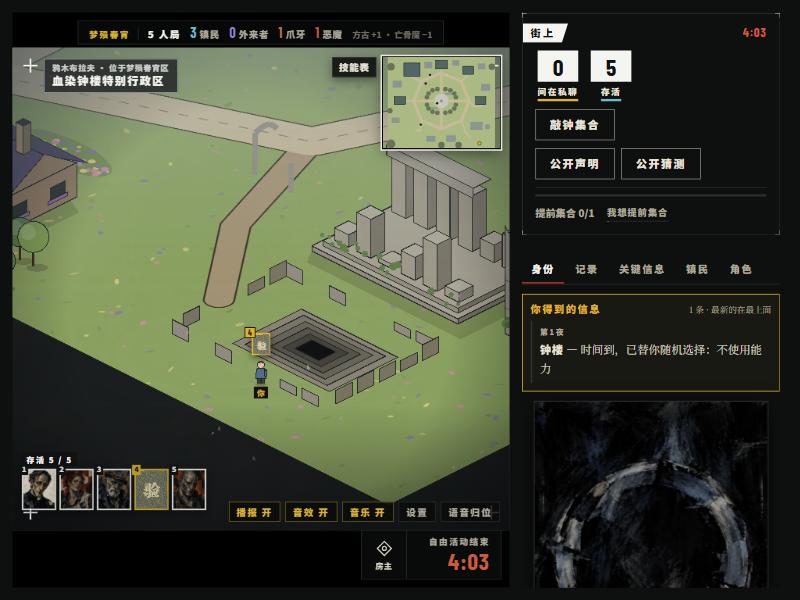 梦殒春宵 5 人局 3 镇民 0 外来者 1 爪牙 1 恶魔 方古 +1 · 亡骨魔 −1
鸦木布拉夫 · 位于梦殒春宵区
血染钟楼特别行政区
技能表
4
验
你
存活 5 / 5
1 2 3 4 5
验
播报 开 音效 开 音乐 开 设置 语音归位
房主
自由活动结束
4:03
街上 4:03
0 5
间在私聊 存活
敲钟集合
公开声明 公开猜测
提前集合 0/1 我想提前集合
身份 记录 关键信息 镇民 角色
你得到的信息 1 条 · 最新的在最上面
第 1 夜
钟楼 — 时间到，已替你随机选择：不使用能
力